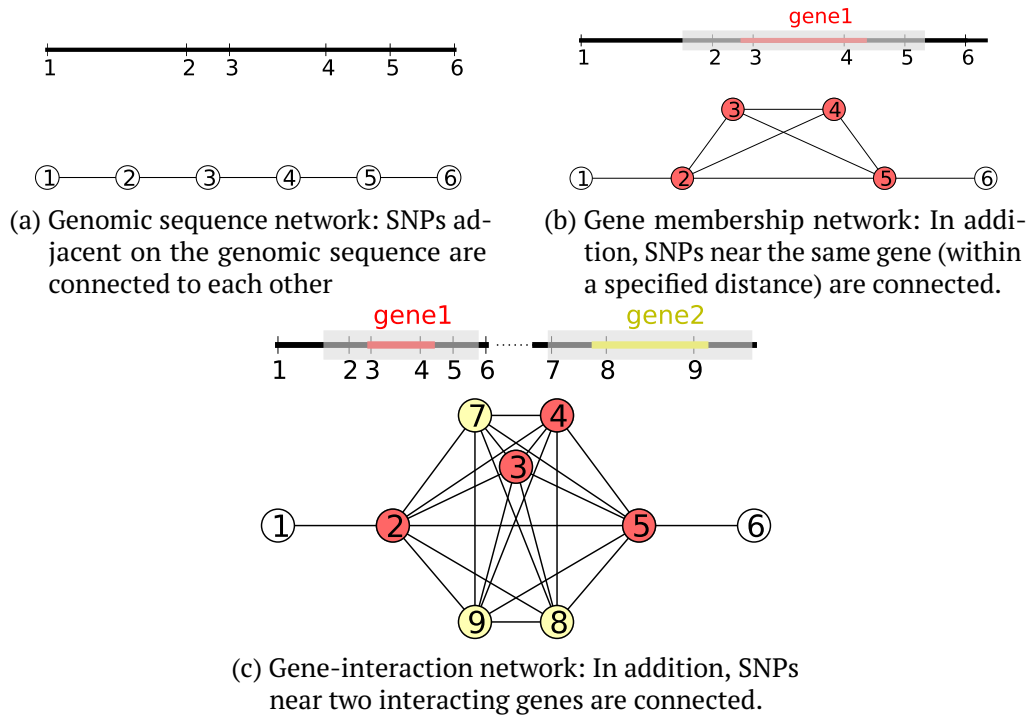 1 2 3 4 5 6
1 2 3 4 5 6
(a) Genomic sequence network: SNPs ad-
jacent on the genomic sequence are
connected to each other
gene1
1 2 3 4 5 6
3 4
1 2 5 6
(b) Gene membership network: In addi-
tion, SNPs near the same gene (within
a specified distance) are connected.
gene1 gene2
1 2 3 4 5 6 7 8 9
7 4
3
1 2 5 6
9 8
(c) Gene-interaction network: In addition, SNPs
near two interacting genes are connected.